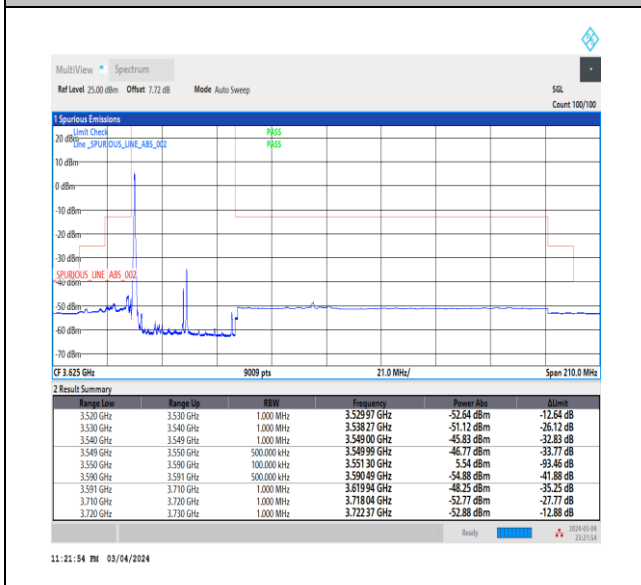 MultiView Spectrum
Ref Level 25.00 dBm Offset 7.72 dB Mode Auto Sweep SGL
Count 100/100
1 Spurious Emissions
Limit Check PASS
20 dBm
Line _SPURIOUS_LINE_ABS_002 PASS
10 dBm
0 dBm
-10 dBm
-20 dBm
-30 dBm
_SPURIOUS_LINE_ABS_002
-40 dBm
-50 dBm
-60 dBm
-70 dBm
CF 3.625 GHz 9009 pts 21.0 MHz/ Span 210.0 MHz
2 Result Summary
Range Low Range Up RBW Frequency Power Abs ΔLimit
3.520 GHz 3.530 GHz 1.000 MHz 3.52997 GHz -52.64 dBm -12.64 dB
3.530 GHz 3.540 GHz 1.000 MHz 3.53827 GHz -51.12 dBm -26.12 dB
3.540 GHz 3.549 GHz 1.000 MHz 3.54900 GHz -45.83 dBm -32.83 dB
3.549 GHz 3.550 GHz 500.000 kHz 3.54999 GHz -46.77 dBm -33.77 dB
3.550 GHz 3.590 GHz 100.000 kHz 3.55130 GHz 5.54 dBm -93.46 dB
3.590 GHz 3.591 GHz 500.000 kHz 3.59049 GHz -54.88 dBm -41.88 dB
3.591 GHz 3.710 GHz 1.000 MHz 3.61994 GHz -48.25 dBm -35.25 dB
3.710 GHz 3.720 GHz 1.000 MHz 3.71804 GHz -52.77 dBm -27.77 dB
3.720 GHz 3.730 GHz 1.000 MHz 3.72237 GHz -52.88 dBm -12.88 dB
Ready 2024-03-04
23:21:54
11:21:54 PM 03/04/2024